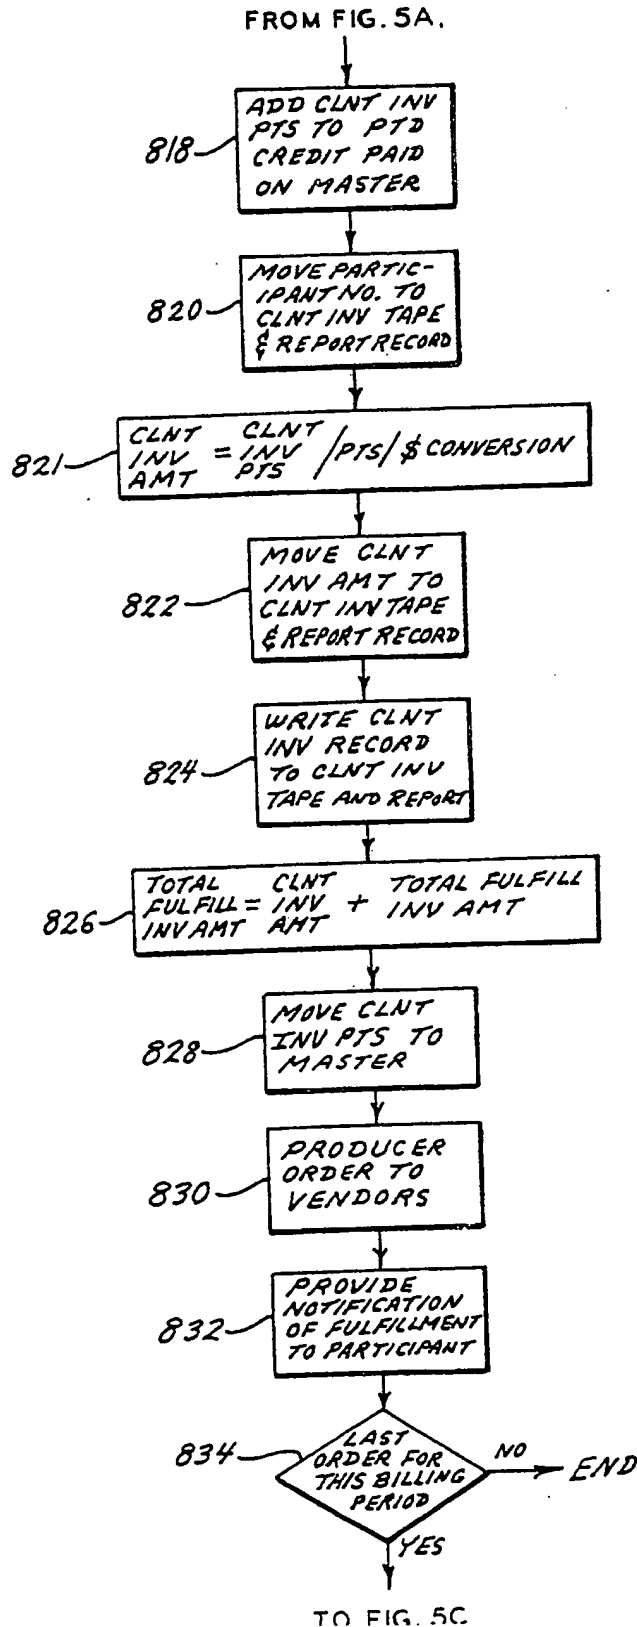 FROM FIG. 5A.
818
ADD CLNT INV
PTS TO PTD
CREDIT PAID
ON MASTER
820
MOVE PARTIC-
IPANT NO. TO
CLNT INV TAPE
& REPORT RECORD
821
CLNT INV AMT = CLNT INV PTS / PTS / $ CONVERSION
822
MOVE CLNT
INV AMT TO
CLNT INV TAPE
& REPORT RECORD
824
WRITE CLNT
INV RECORD
TO CLNT INV
TAPE AND REPORT
826
TOTAL FULFILL INV AMT = CLNT INV AMT + TOTAL FULFILL INV AMT
828
MOVE CLNT
INV PTS TO
MASTER
830
PRODUCER
ORDER TO
VENDORS
832
PROVIDE
NOTIFICATION
OF FULFILLMENT
TO PARTICIPANT
834
LAST
ORDER FOR
THIS BILLING
PERIOD
NO
END
YES
TO FIG. 5C